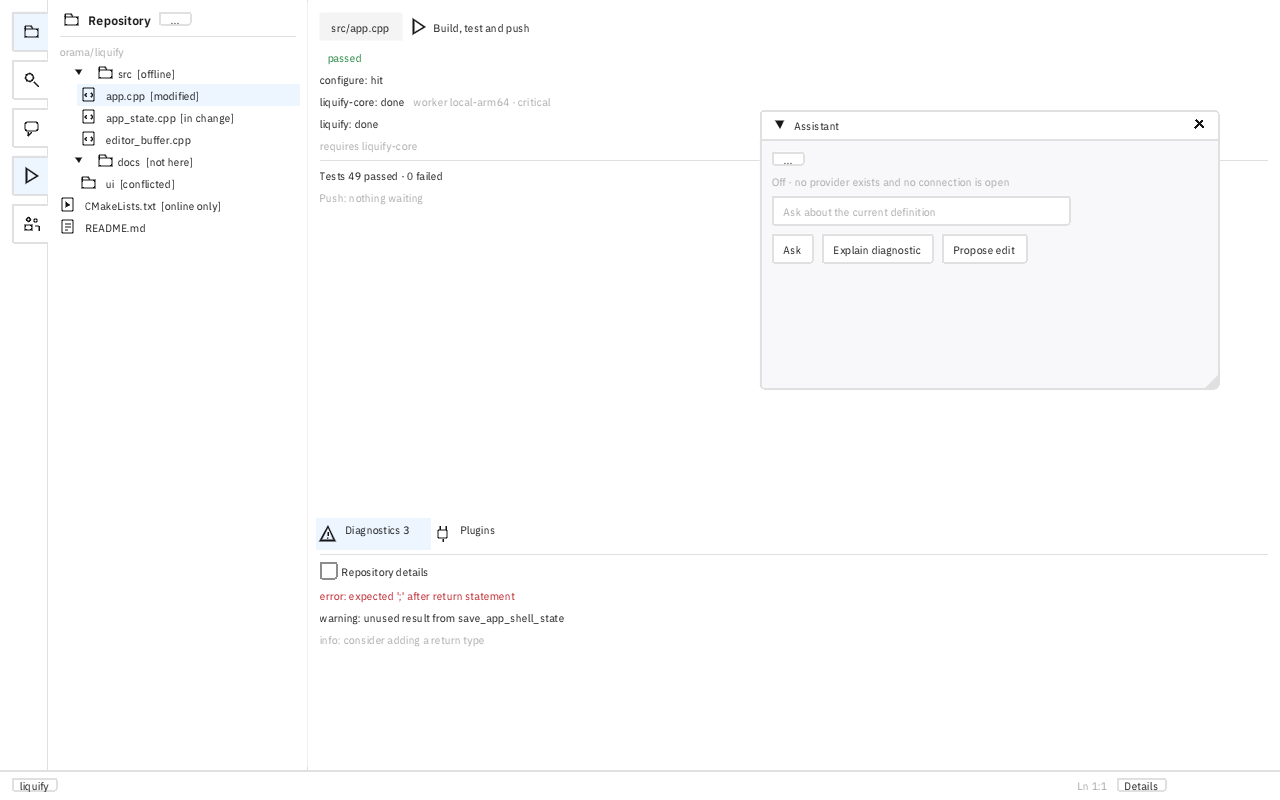 Repository ...
orama/liquify
src [offline]
app.cpp [modified]
app_state.cpp [in change]
editor_buffer.cpp
docs [not here]
ui [conflicted]
CMakeLists.txt [online only]
README.md
src/app.cpp Build, test and push
passed
configure: hit
liquify-core: done worker local-arm64 · critical
liquify: done
requires liquify-core
Tests 49 passed · 0 failed
Push: nothing waiting
Assistant
...
Off · no provider exists and no connection is open
Ask about the current definition
Ask Explain diagnostic Propose edit
Diagnostics 3 Plugins
Repository details
error: expected ';' after return statement
warning: unused result from save_app_shell_state
info: consider adding a return type
liquify Ln 1:1 Details